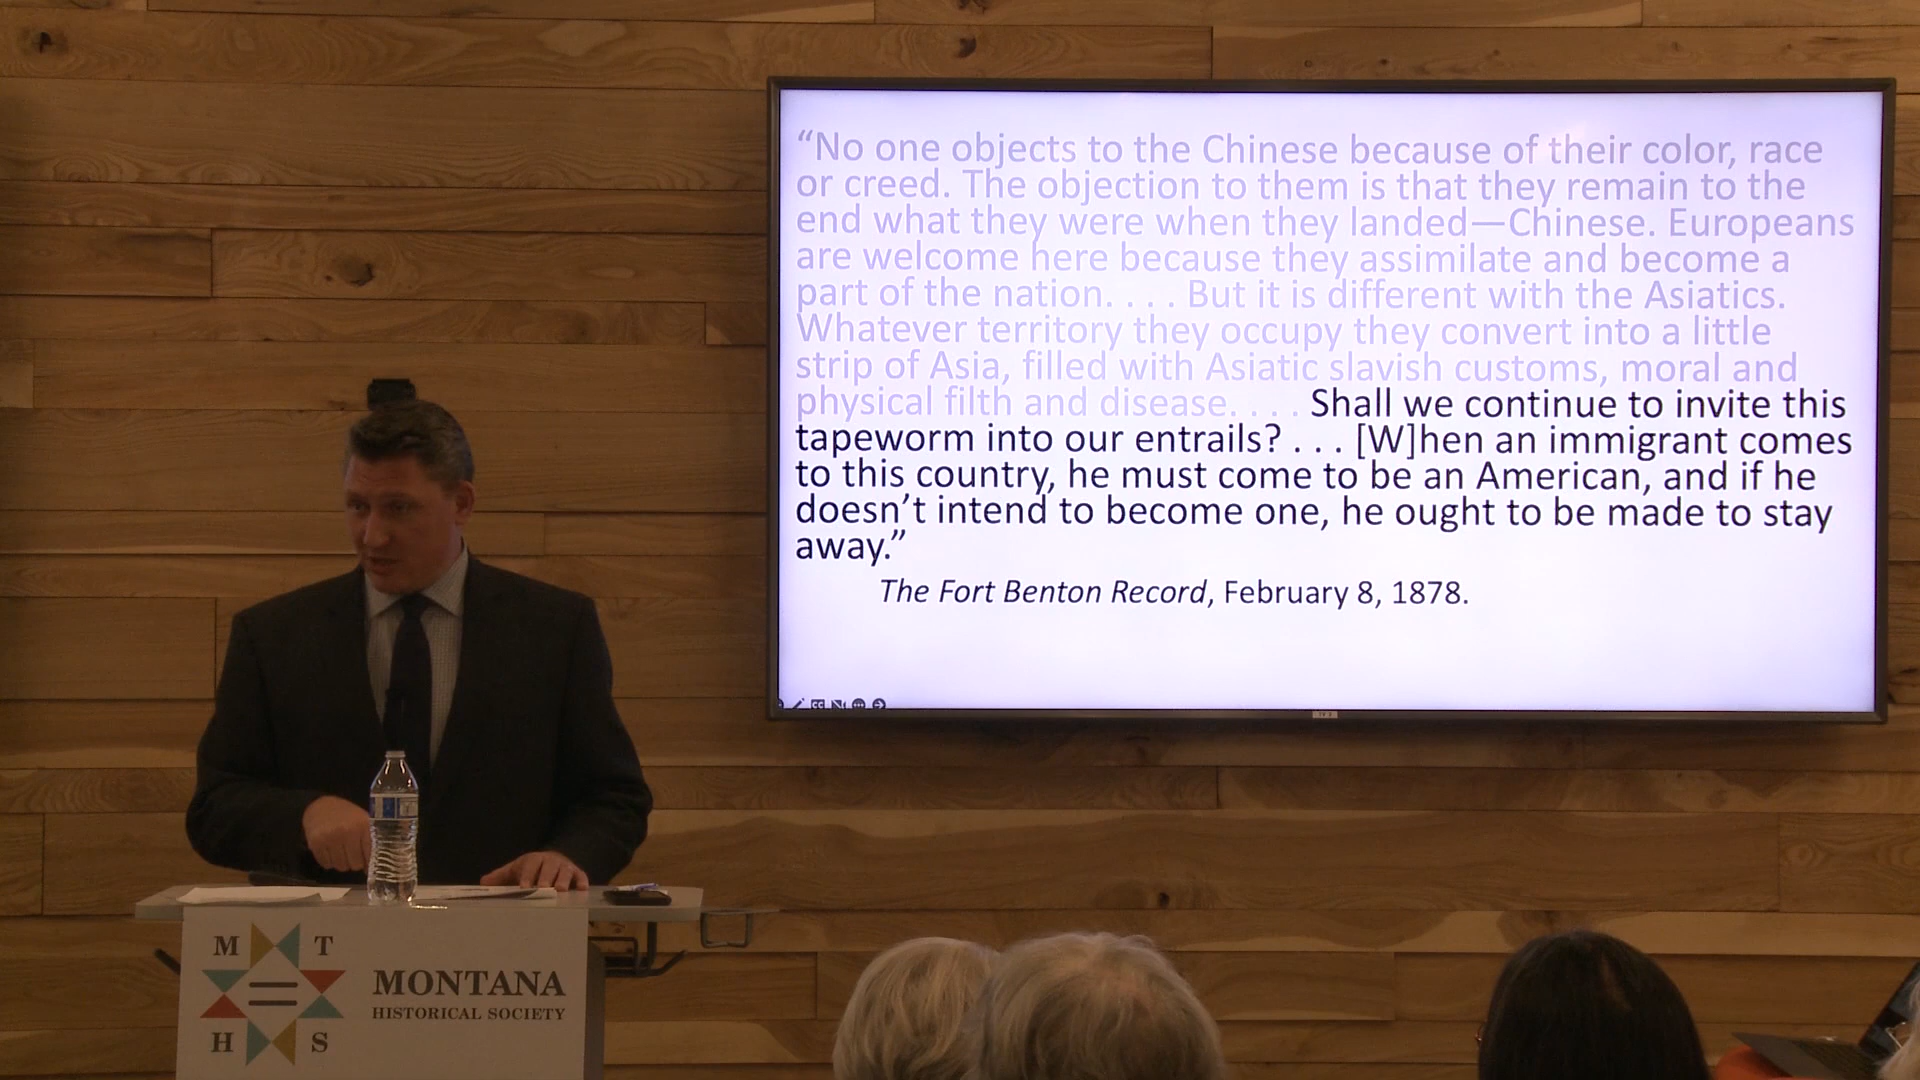 “No one objects to the Chinese because of their color, race
or creed. The objection to them is that they remain to the
end what they were when they landed—Chinese. Europeans
are welcome here because they assimilate and become a
part of the nation. . . . But it is different with the Asiatics.
Whatever territory they occupy they convert into a little
strip of Asia, filled with Asiatic slavish customs, moral and
physical filth and disease. . . . Shall we continue to invite this
tapeworm into our entrails? . . . [W]hen an immigrant comes
to this country, he must come to be an American, and if he
doesn’t intend to become one, he ought to be made to stay
away.”
The Fort Benton Record, February 8, 1878.
M T
H S
MONTANA
HISTORICAL SOCIETY